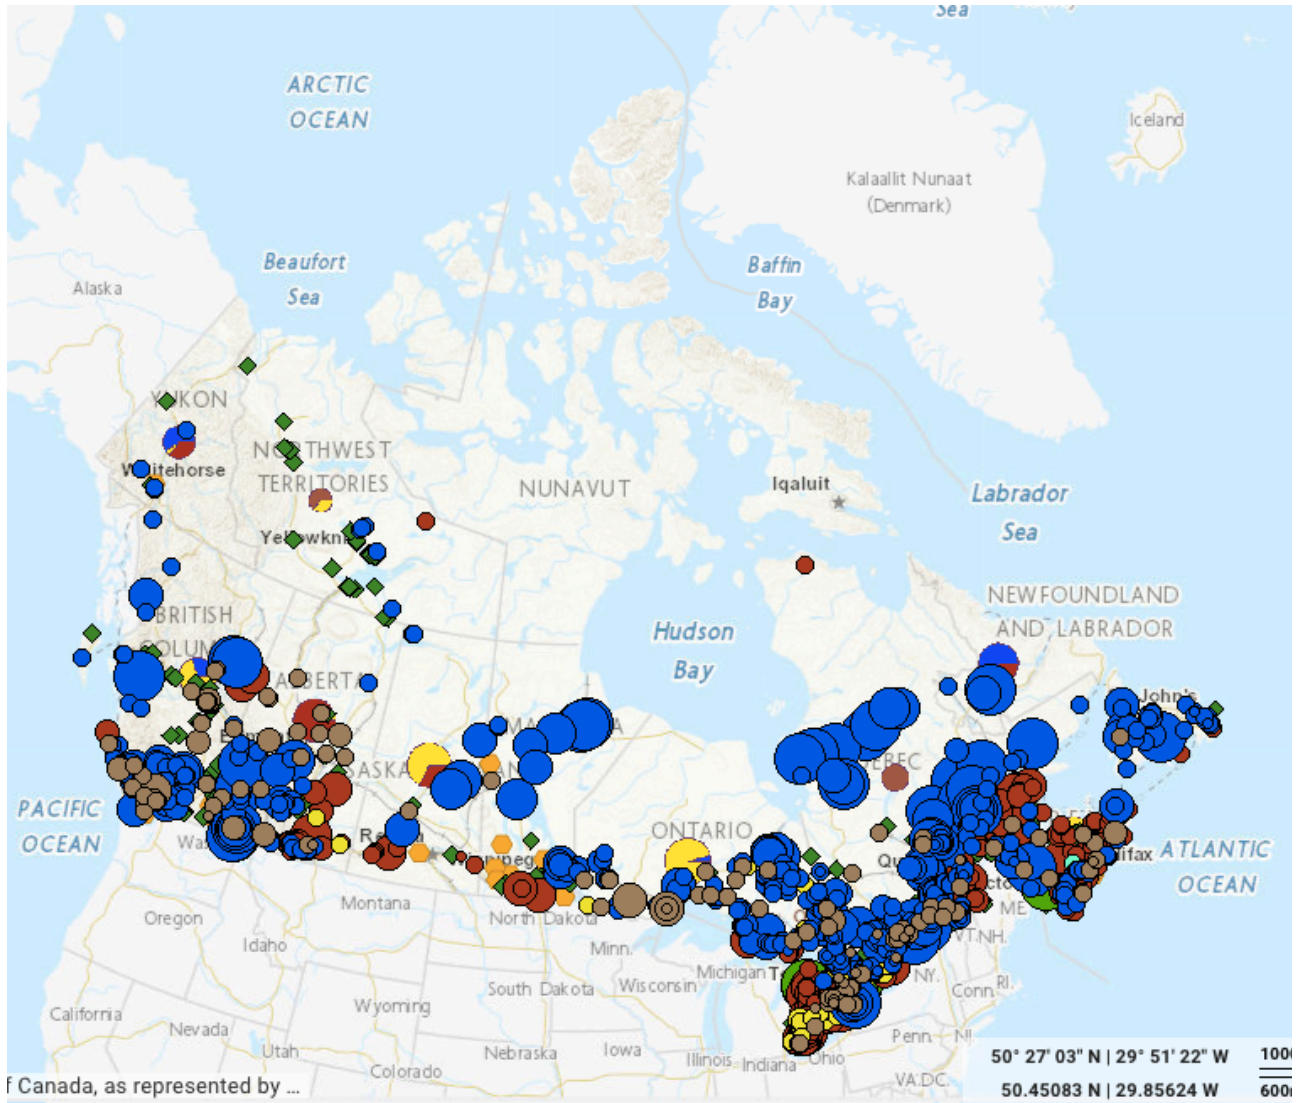 Sea
ARCTIC
OCEAN
Iceland
Kalaallit Nunaat
(Denmark)
Beaufort
Sea
Baffin
Bay
Alaska
YUKON
NORTHWEST
TERRITORIES
Whitehorse
NUNAVUT
Iqaluit
Labrador
Sea
NEWFOUNDLAND
AND LABRADOR
BRITISH
Hudson
Bay
ALBERTA
John's
PACIFIC
OCEAN
ONTARIO
ATLANTIC
OCEAN
Montana
Oregon
North Dakota
ME
Idaho
Minn.
VT.
NH.
Michigan
South Dakota
Wisconsin
NY.
Conn.
RI.
Wyoming
California
Nevada
Penn.
Utah
Nebraska
Iowa
Illinois
Indiana
Ohio
Colorado
VA.
DC.
50° 27' 03" N | 29° 51' 22" W
50.45083 N | 29.85624 W
f Canada, as represented by ...